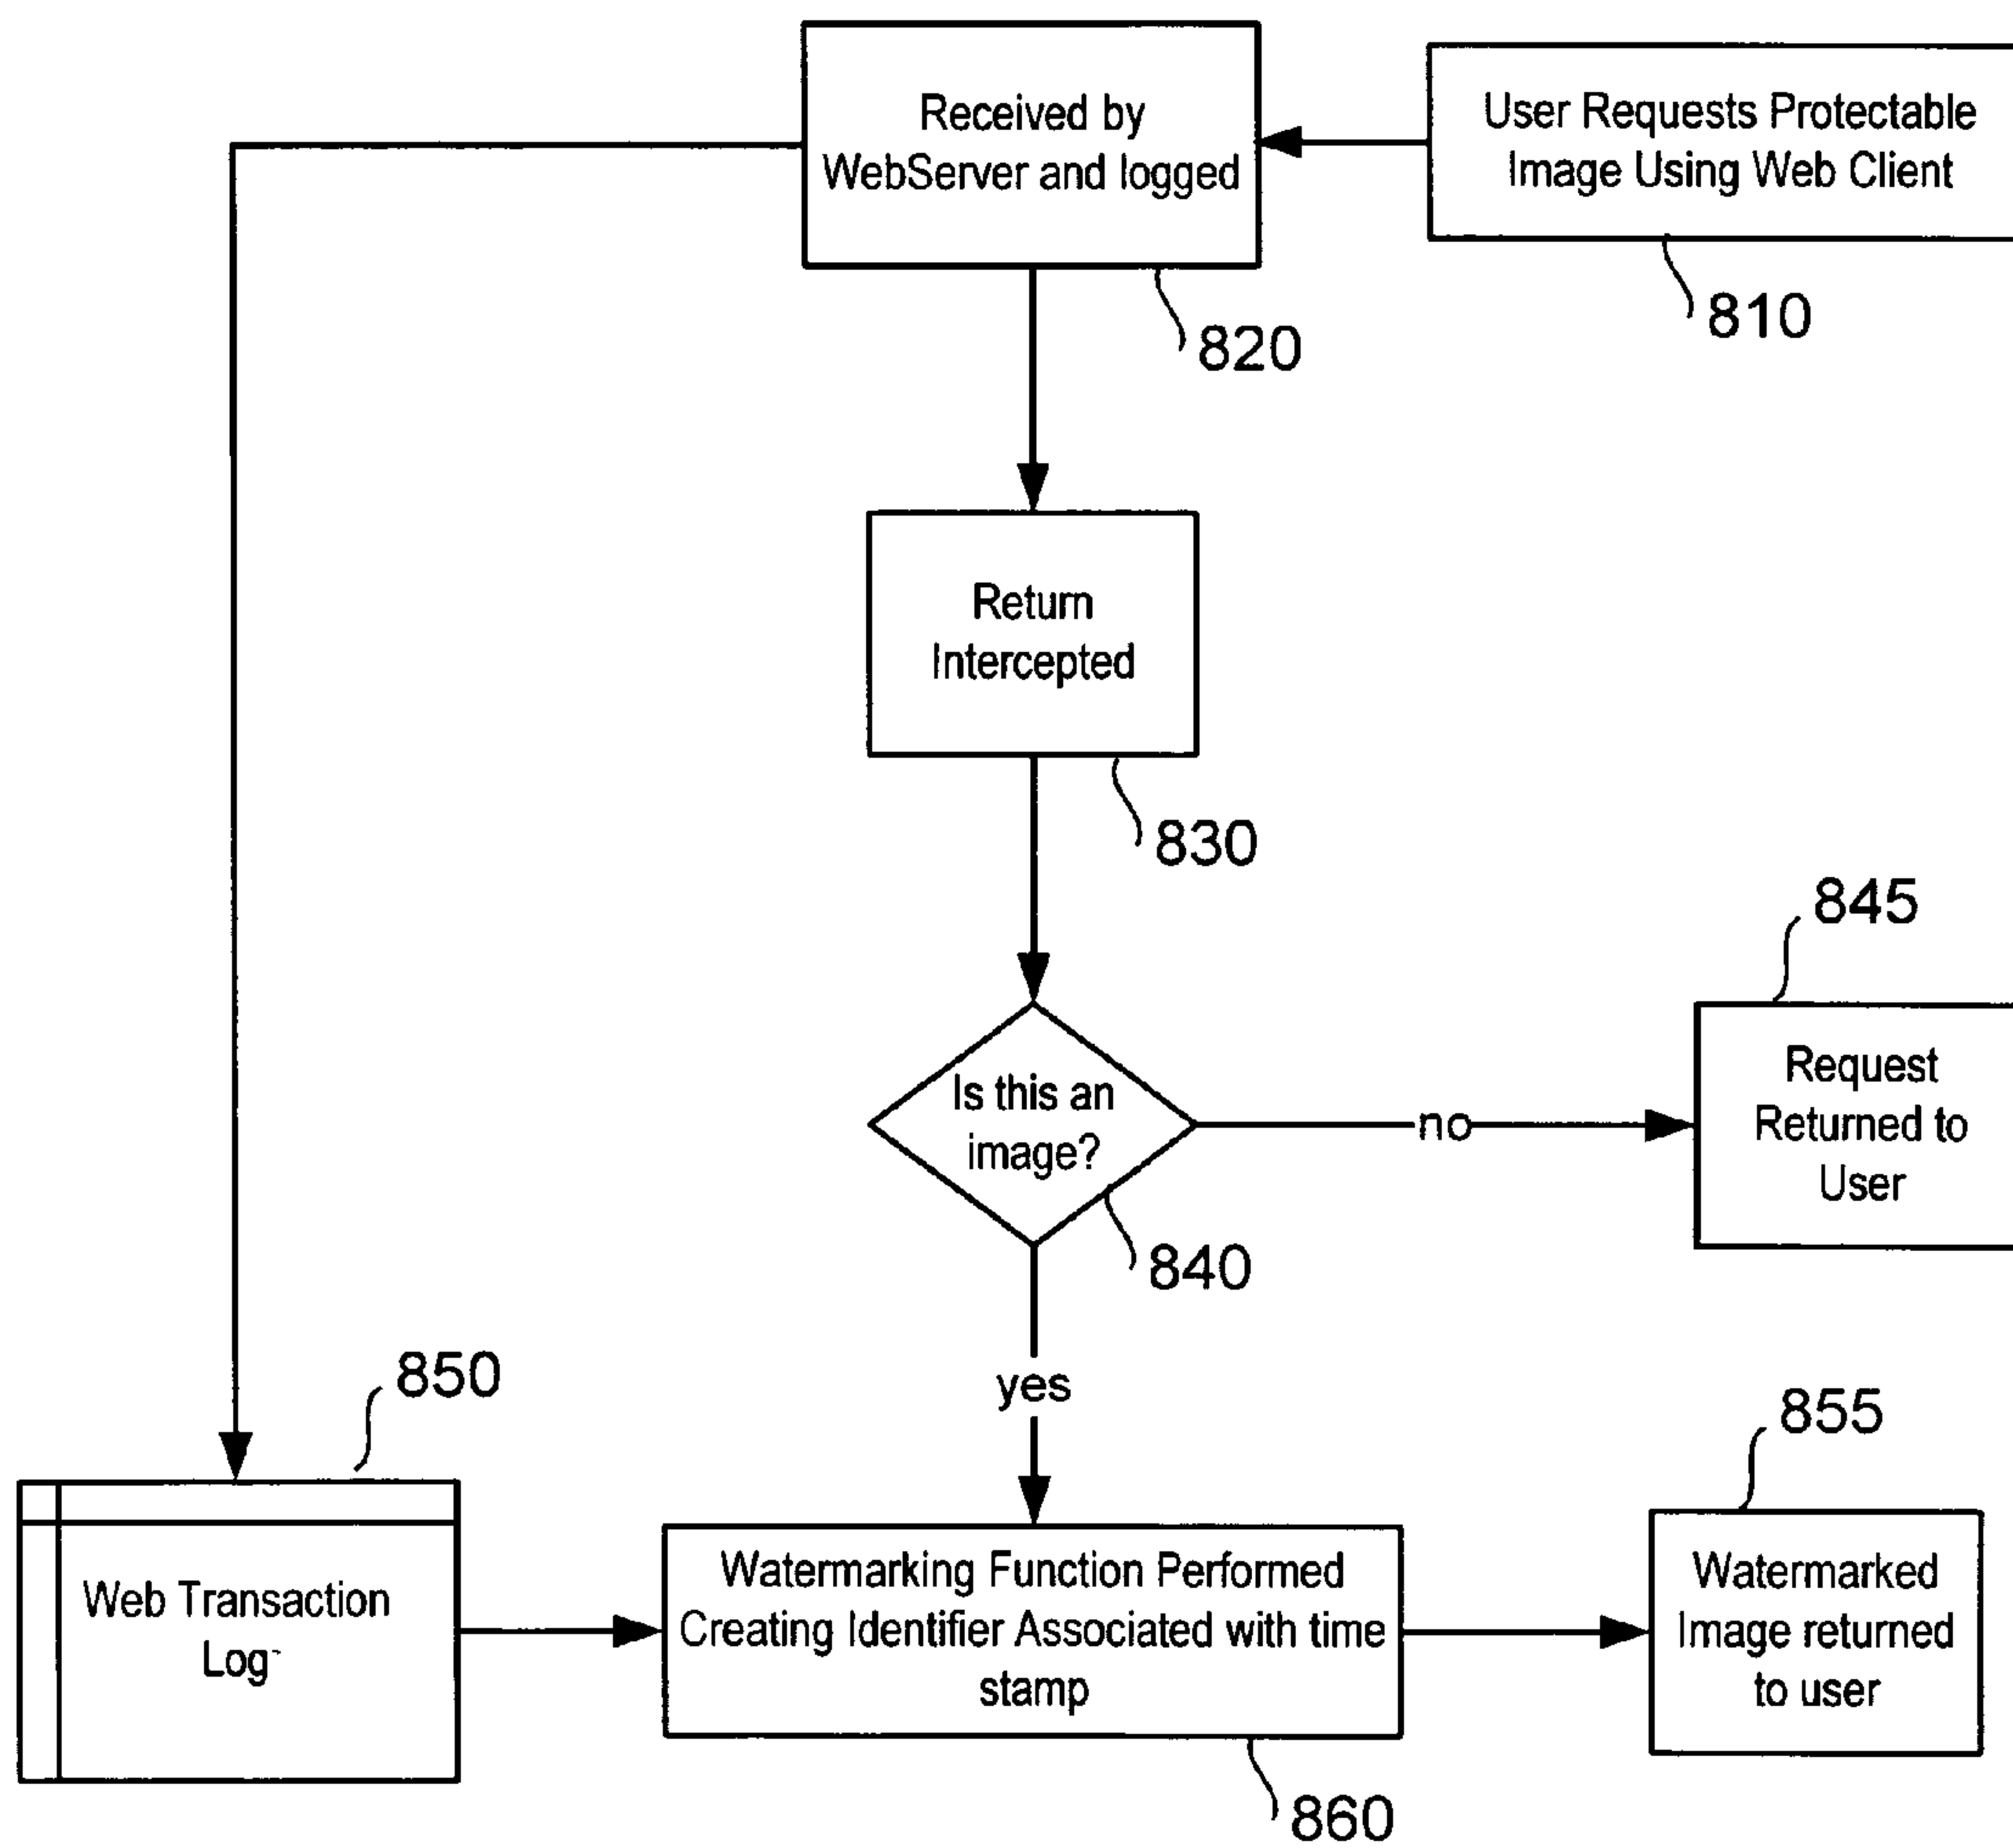 Received by
WebServer and logged
User Requests Protectable
Image Using Web Client
810
820
Return
Intercepted
830
845
Is this an
image?
no
Request
Returned to
User
840
yes
850
855
Web Transaction
Log
Watermarking Function Performed
Creating Identifier Associated with time
stamp
Watermarked
Image returned
to user
860